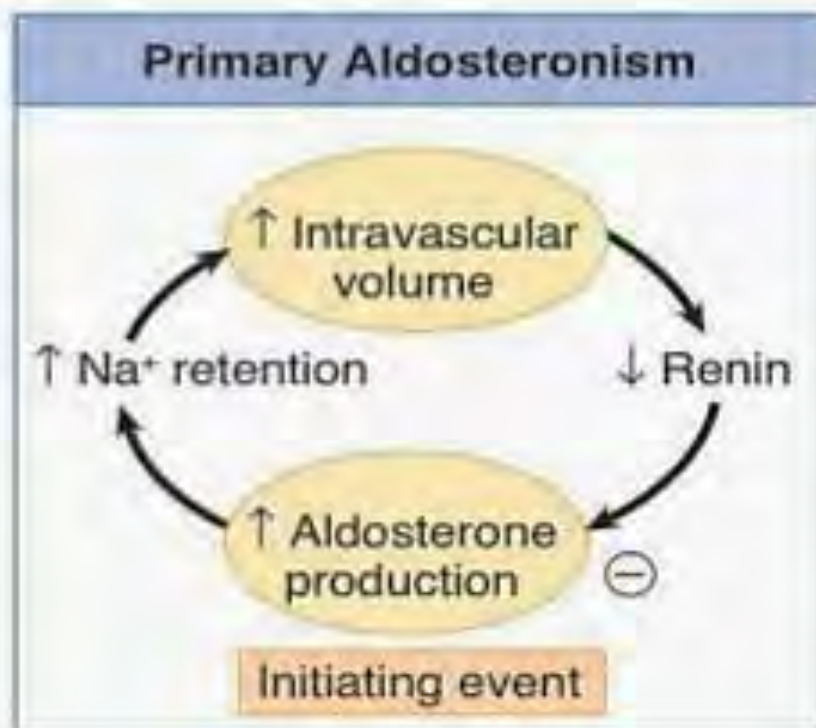 Primary Aldosteronism
↑ Intravascular
volume
↑ Na⁺ retention
↓ Renin
↑ Aldosterone
production
⊖
Initiating event